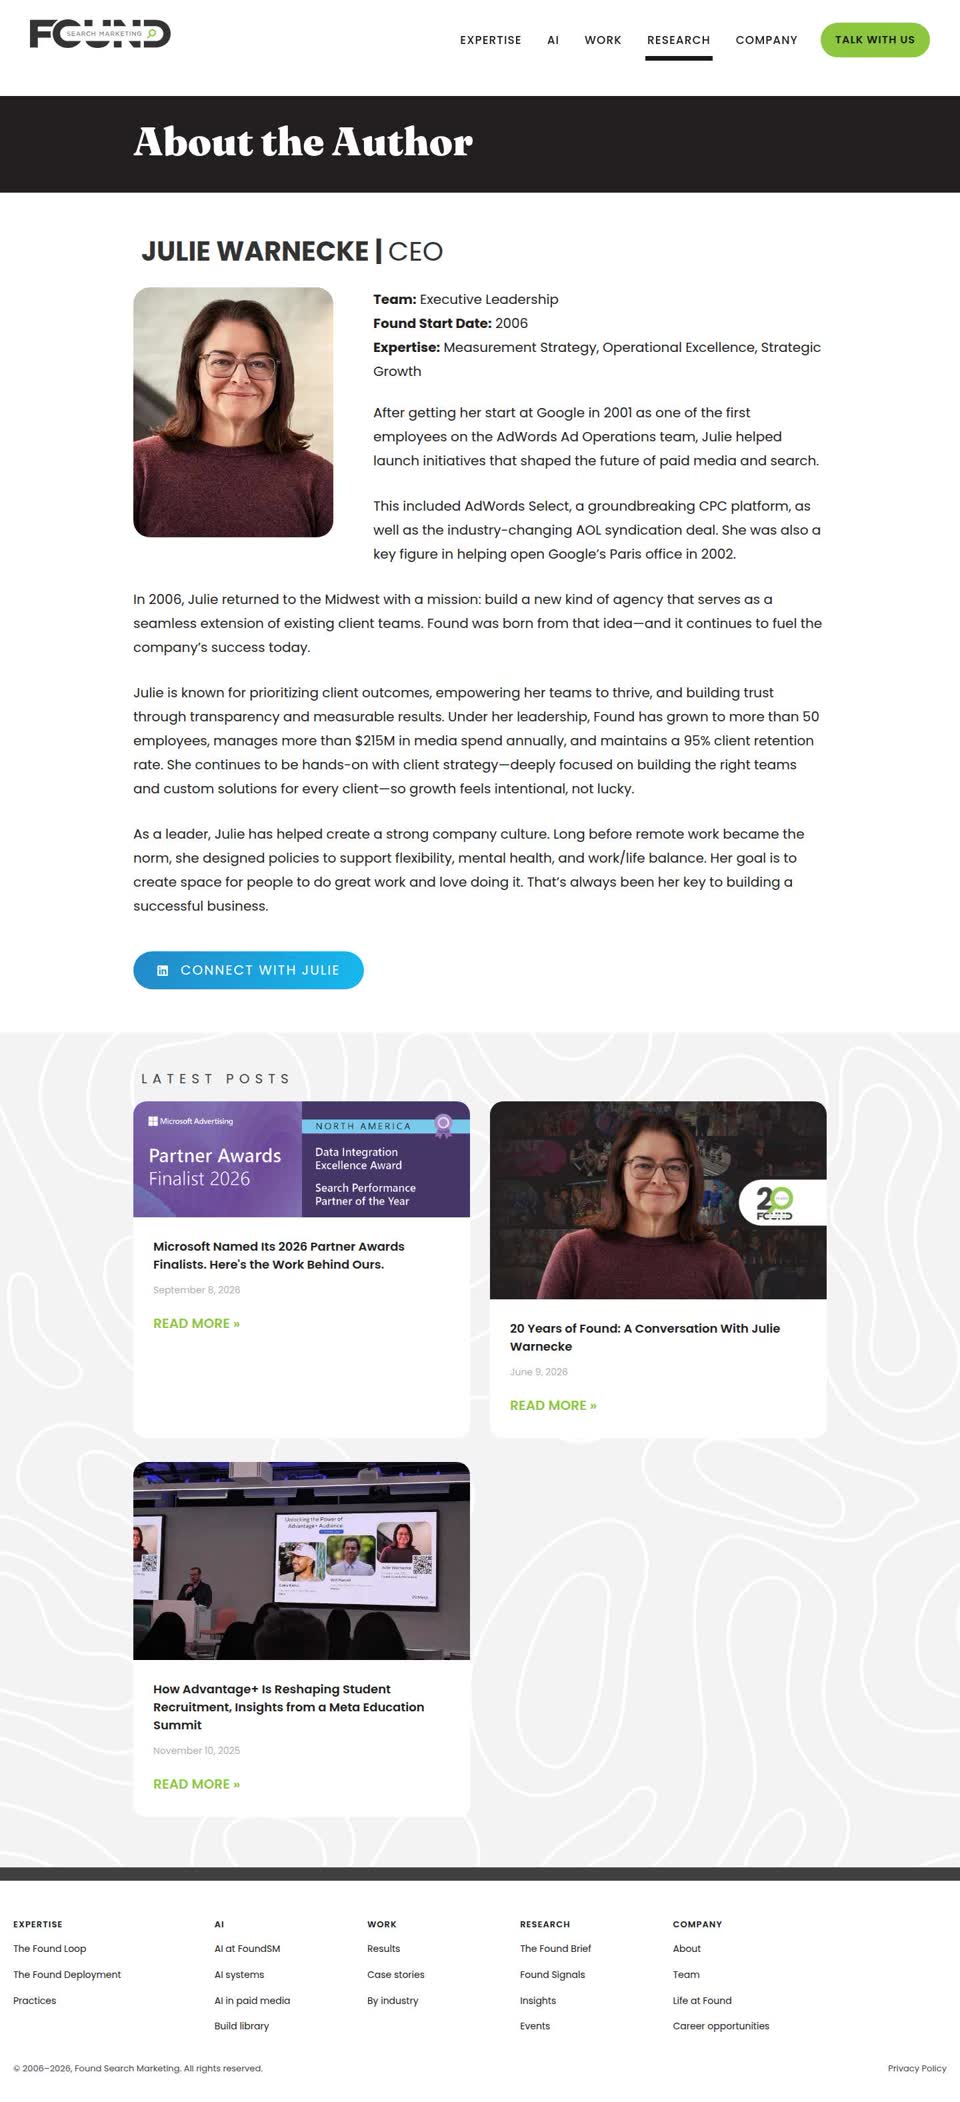 FOUND
SEARCH MARKETING
EXPERTISE
AI
WORK
RESEARCH
COMPANY
TALK WITH US
About the Author
JULIE WARNECKE | CEO
Team: Executive Leadership
Found Start Date: 2006
Expertise: Measurement Strategy, Operational Excellence, Strategic
Growth
After getting her start at Google in 2001 as one of the first
employees on the AdWords Ad Operations team, Julie helped
launch initiatives that shaped the future of paid media and search.
This included AdWords Select, a groundbreaking CPC platform, as
well as the industry-changing AOL syndication deal. She was also a
key figure in helping open Google’s Paris office in 2002.
In 2006, Julie returned to the Midwest with a mission: build a new kind of agency that serves as a
seamless extension of existing client teams. Found was born from that idea—and it continues to fuel the
company’s success today.
Julie is known for prioritizing client outcomes, empowering her teams to thrive, and building trust
through transparency and measurable results. Under her leadership, Found has grown to more than 50
employees, manages more than $215M in media spend annually, and maintains a 95% client retention
rate. She continues to be hands-on with client strategy—deeply focused on building the right teams
and custom solutions for every client—so growth feels intentional, not lucky.
As a leader, Julie has helped create a strong company culture. Long before remote work became the
norm, she designed policies to support flexibility, mental health, and work/life balance. Her goal is to
create space for people to do great work and love doing it. That’s always been her key to building a
successful business.
CONNECT WITH JULIE
LATEST POSTS
Microsoft Advertising
Partner Awards
Finalist 2026
NORTH AMERICA
Data Integration
Excellence Award
Search Performance
Partner of the Year
Microsoft Named Its 2026 Partner Awards
Finalists. Here's the Work Behind Ours.
September 8, 2026
READ MORE »
20
FOUND
20 Years of Found: A Conversation With Julie
Warnecke
June 9, 2026
READ MORE »
Unlocking the Power of
Advantage+ Audience
Julie Warnecke
How Advantage+ Is Reshaping Student
Recruitment, Insights from a Meta Education
Summit
November 10, 2025
READ MORE »
EXPERTISE
The Found Loop
The Found Deployment
Practices
AI
AI at FoundSM
AI systems
AI in paid media
Build library
WORK
Results
Case stories
By industry
RESEARCH
The Found Brief
Found Signals
Insights
Events
COMPANY
About
Team
Life at Found
Career opportunities
© 2006–2026, Found Search Marketing. All rights reserved.
Privacy Policy